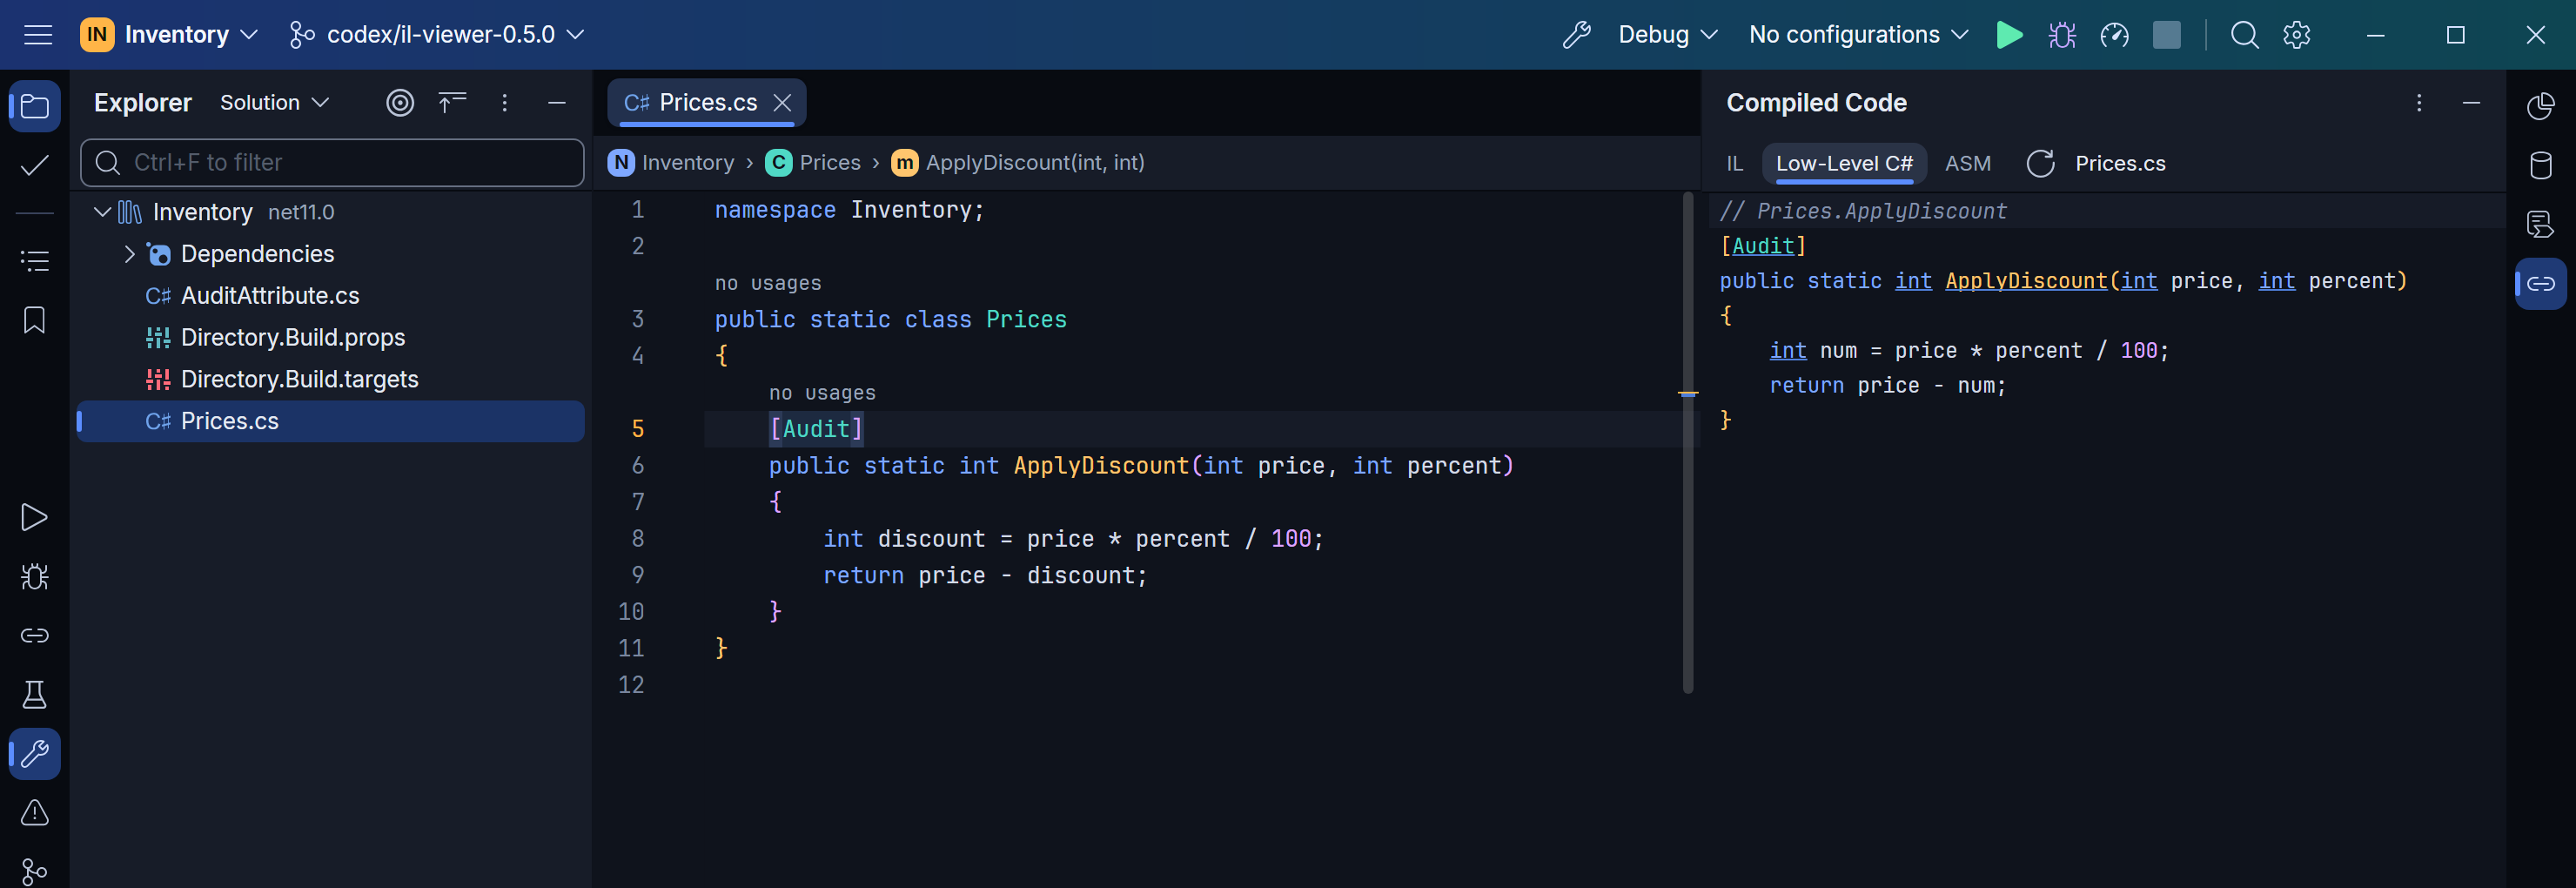 IN Inventory codex/il-viewer-0.5.0 Debug No configurations
Explorer Solution
Ctrl+F to filter
Inventory net11.0
Dependencies
C# AuditAttribute.cs
Directory.Build.props
Directory.Build.targets
C# Prices.cs
C# Prices.cs
N Inventory › C Prices › m ApplyDiscount(int, int)
1 namespace Inventory;
2
no usages
3 public static class Prices
4 {
no usages
5 [Audit]
6 public static int ApplyDiscount(int price, int percent)
7 {
8 int discount = price * percent / 100;
9 return price - discount;
10 }
11 }
12
Compiled Code
IL Low-Level C# ASM Prices.cs
// Prices.ApplyDiscount
[Audit]
public static int ApplyDiscount(int price, int percent)
{
int num = price * percent / 100;
return price - num;
}